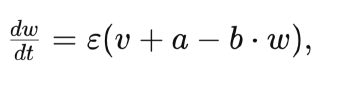 dw/dt = ε(v + a − b · w),